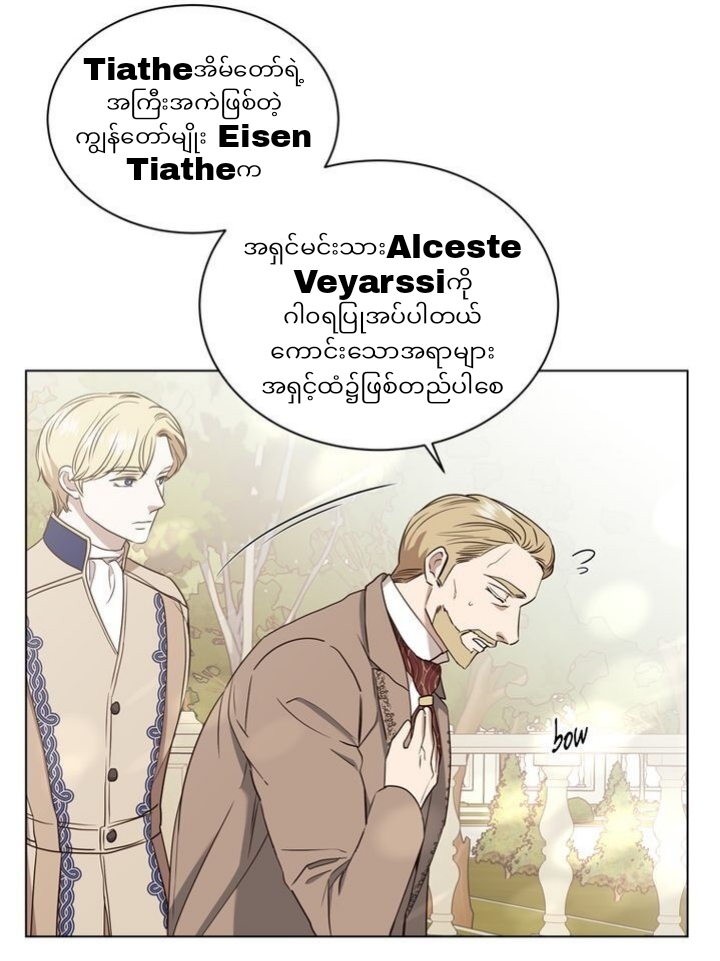 Tiatheအိမ်တော်ရဲ့
အကြီးအကဲဖြစ်တဲ့
ကျွန်တော်မျိုး Eisen
Tiatheက
အရှင်မင်းသားAlceste
Veyarssiကို
ဂါဝရပြုအပ်ပါတယ်
ကောင်းသောအရာများ
အရှင့်ထံ၌ဖြစ်တည်ပါစေ
bow